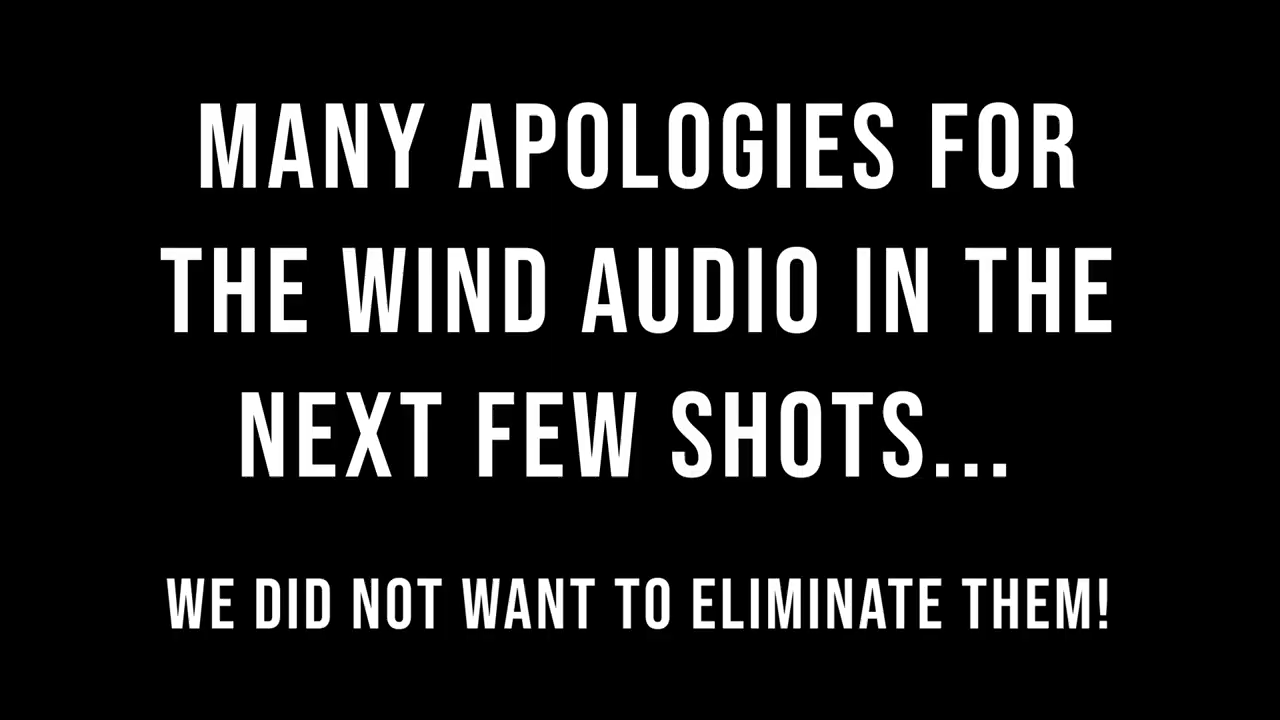 MANY APOLOGIES FOR
THE WIND AUDIO IN THE
NEXT FEW SHOTS...
WE DID NOT WANT TO ELIMINATE THEM!